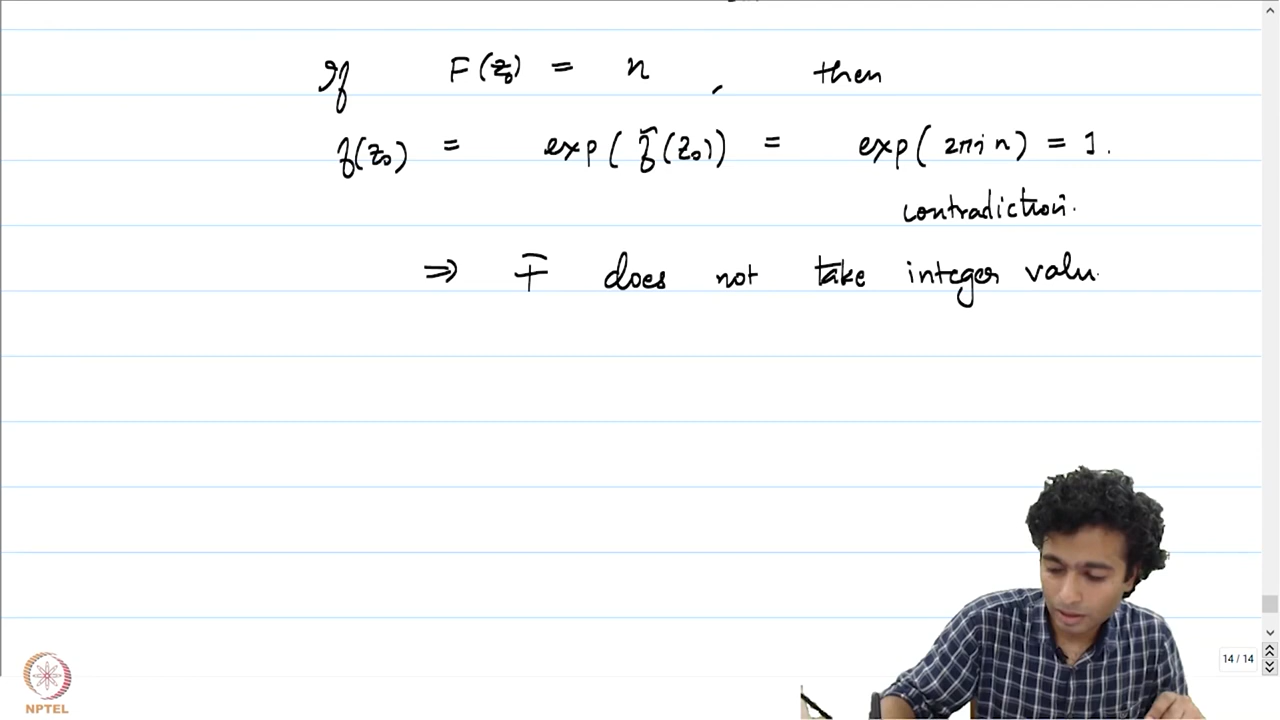 If F(z₀) = n , then
f(z₀) = exp( f̃(z₀)) = exp( 2πi n) = 1.
contradiction.
⇒ F does not take integer valu.
14 / 14
NPTEL